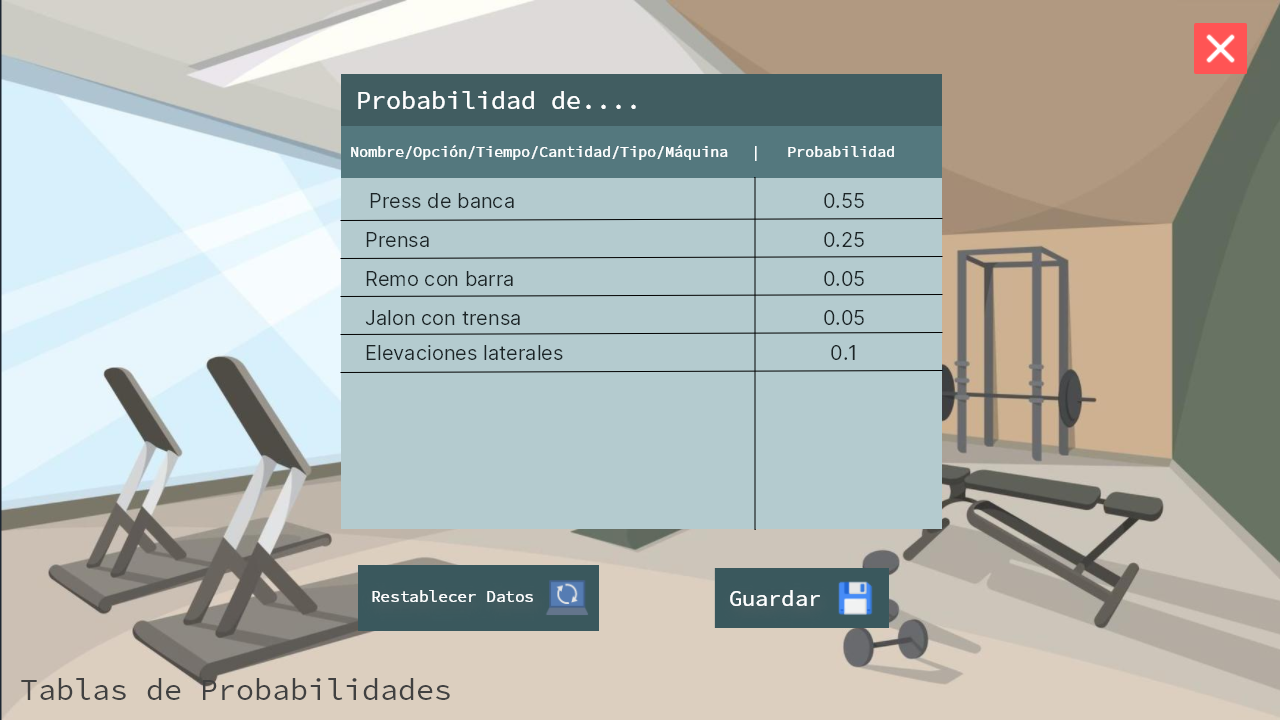 Probabilidad de....
Nombre/Opción/Tiempo/Cantidad/Tipo/Máquina | Probabilidad
Press de banca 0.55
Prensa 0.25
Remo con barra 0.05
Jalon con trensa 0.05
Elevaciones laterales 0.1
Restablecer Datos
Guardar
Tablas de Probabilidades